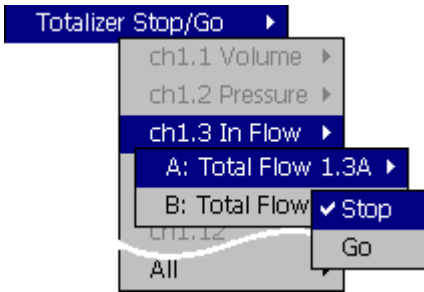 Totalizer Stop/Go
ch1.1 Volume
ch1.2 Pressure
ch1.3 In Flow
A: Total Flow 1.3A
B: Total Flow
Stop
Go
ch1.12
All